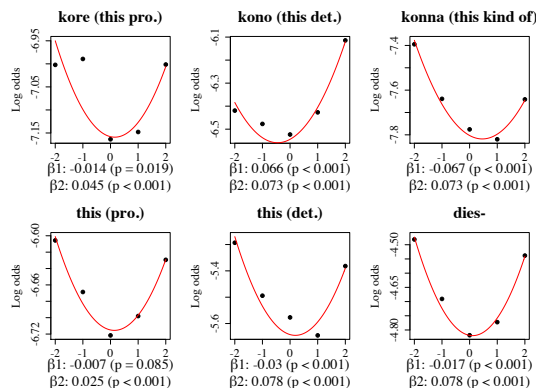 kore (this pro.)
Log odds
-6.95
-7.05
-7.15
-2 -1 0 1 2
β1: -0.014 (p = 0.019)
β2: 0.045 (p < 0.001)
kono (this det.)
Log odds
-6.1
-6.3
-6.5
-2 -1 0 1 2
β1: 0.066 (p < 0.001)
β2: 0.073 (p < 0.001)
konna (this kind of)
Log odds
-7.4
-7.6
-7.8
-2 -1 0 1 2
β1: -0.067 (p < 0.001)
β2: 0.073 (p < 0.001)
this (pro.)
Log odds
-6.60
-6.66
-6.72
-2 -1 0 1 2
β1: -0.007 (p = 0.085)
β2: 0.025 (p < 0.001)
this (det.)
Log odds
-5.4
-5.6
-2 -1 0 1 2
β1: -0.03 (p < 0.001)
β2: 0.078 (p < 0.001)
dies-
Log odds
-4.50
-4.65
-4.80
-2 -1 0 1 2
β1: -0.017 (p < 0.001)
β2: 0.078 (p < 0.001)